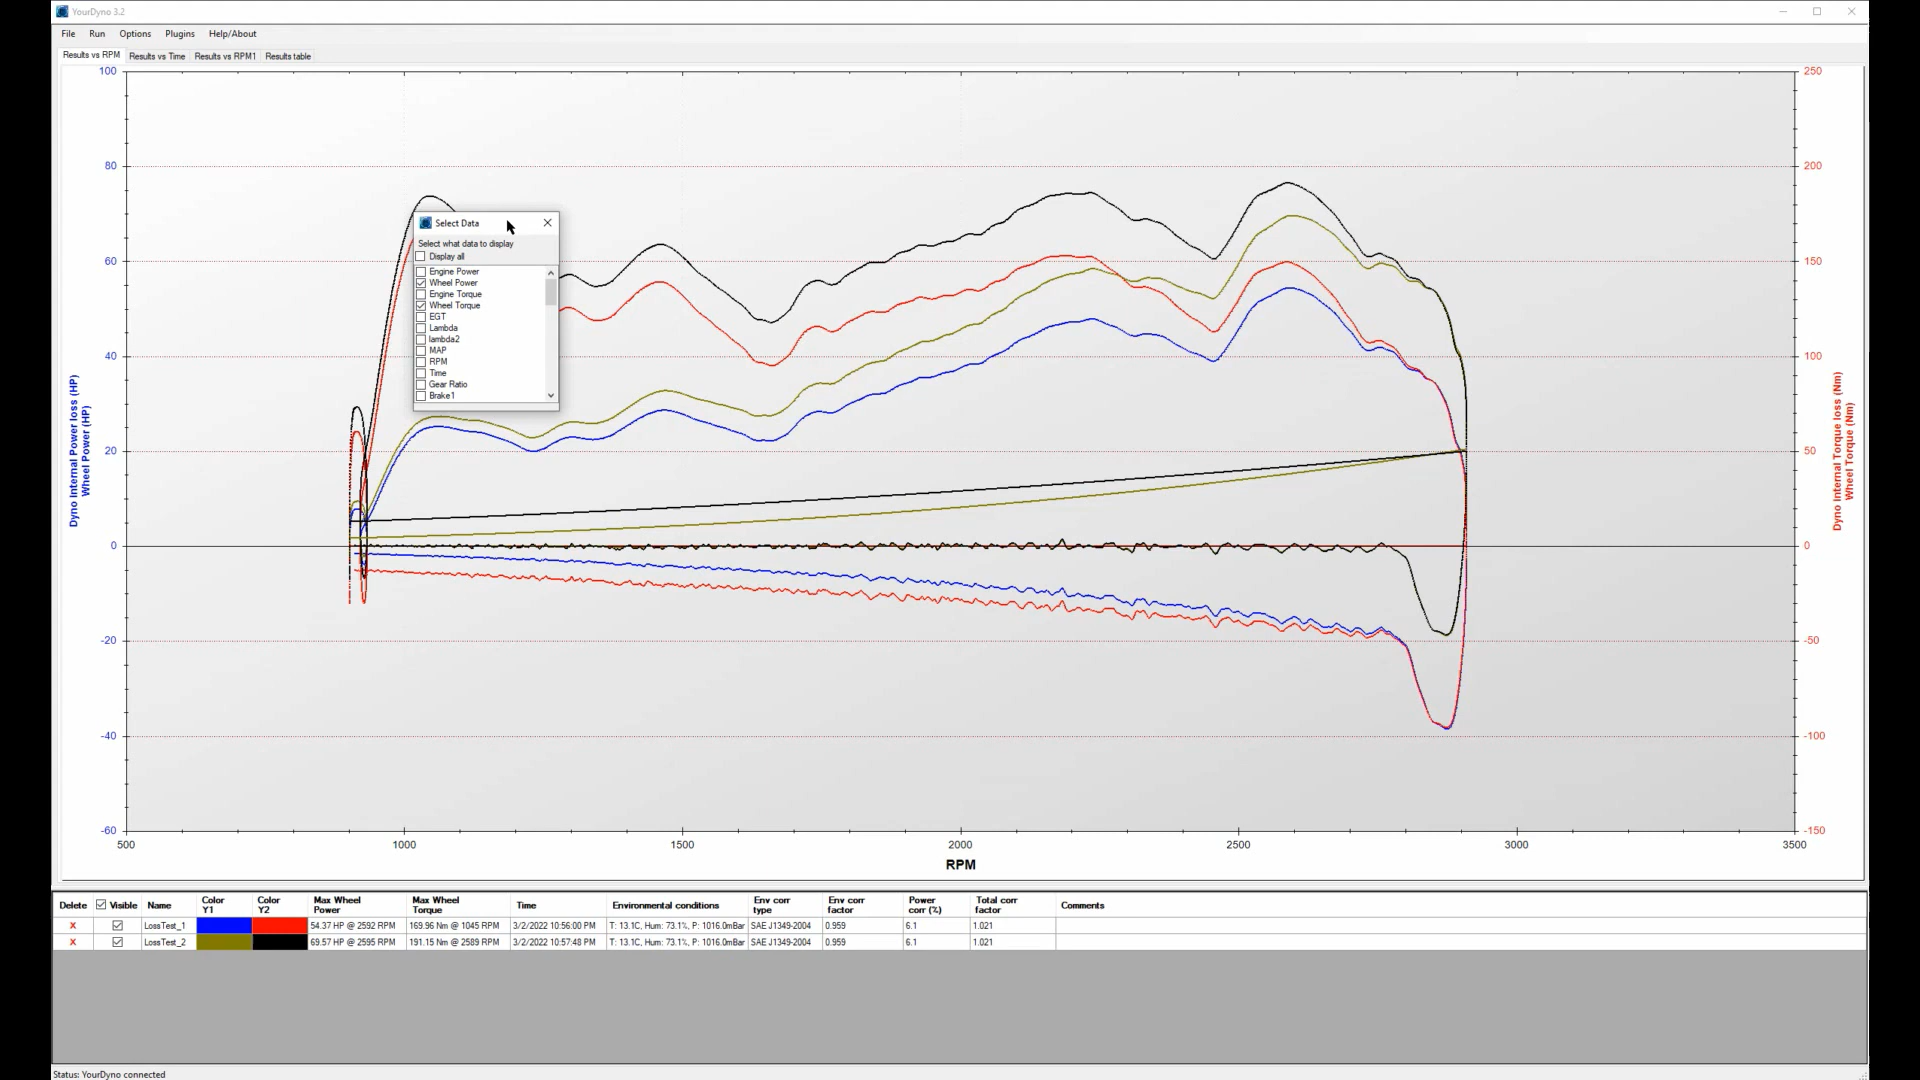 YourDyno 3.2
File Run Options Plugins Help/About
Results vs RPM Results vs Time Results vs RPM1 Results table
100 250
80 200
60 150
40 100
20 50
0 0
-20 -50
-40 -100
-60 -150
Dyno Internal Power loss (HP)
Wheel Power (HP)
Select Data
Select what data to display
Display all
Engine Power
Wheel Power
Engine Torque
Wheel Torque
EGT
Lambda
lambda2
MAP
RPM
Time
Gear Ratio
Brake1
Dyno Internal Torque loss (Nm)
Wheel Torque (Nm)
500 1000 1500 2000 2500 3000 3500
RPM
Delete Visible Name Color Y1 Color Y2 Max Wheel Power Max Wheel Torque Time Environmental conditions Env corr type Env corr factor Power corr (%) Total corr factor Comments
X LossTest_1 54.37 HP @ 2592 RPM 169.96 Nm @ 1045 RPM 3/2/2022 10:56:00 PM T: 13.1C, Hum: 73.1%, P: 1016.0mBar SAE J1349-2004 0.959 6.1 1.021
X LossTest_2 69.57 HP @ 2595 RPM 191.15 Nm @ 2589 RPM 3/2/2022 10:57:48 PM T: 13.1C, Hum: 73.1%, P: 1016.0mBar SAE J1349-2004 0.959 6.1 1.021
Status: YourDyno connected